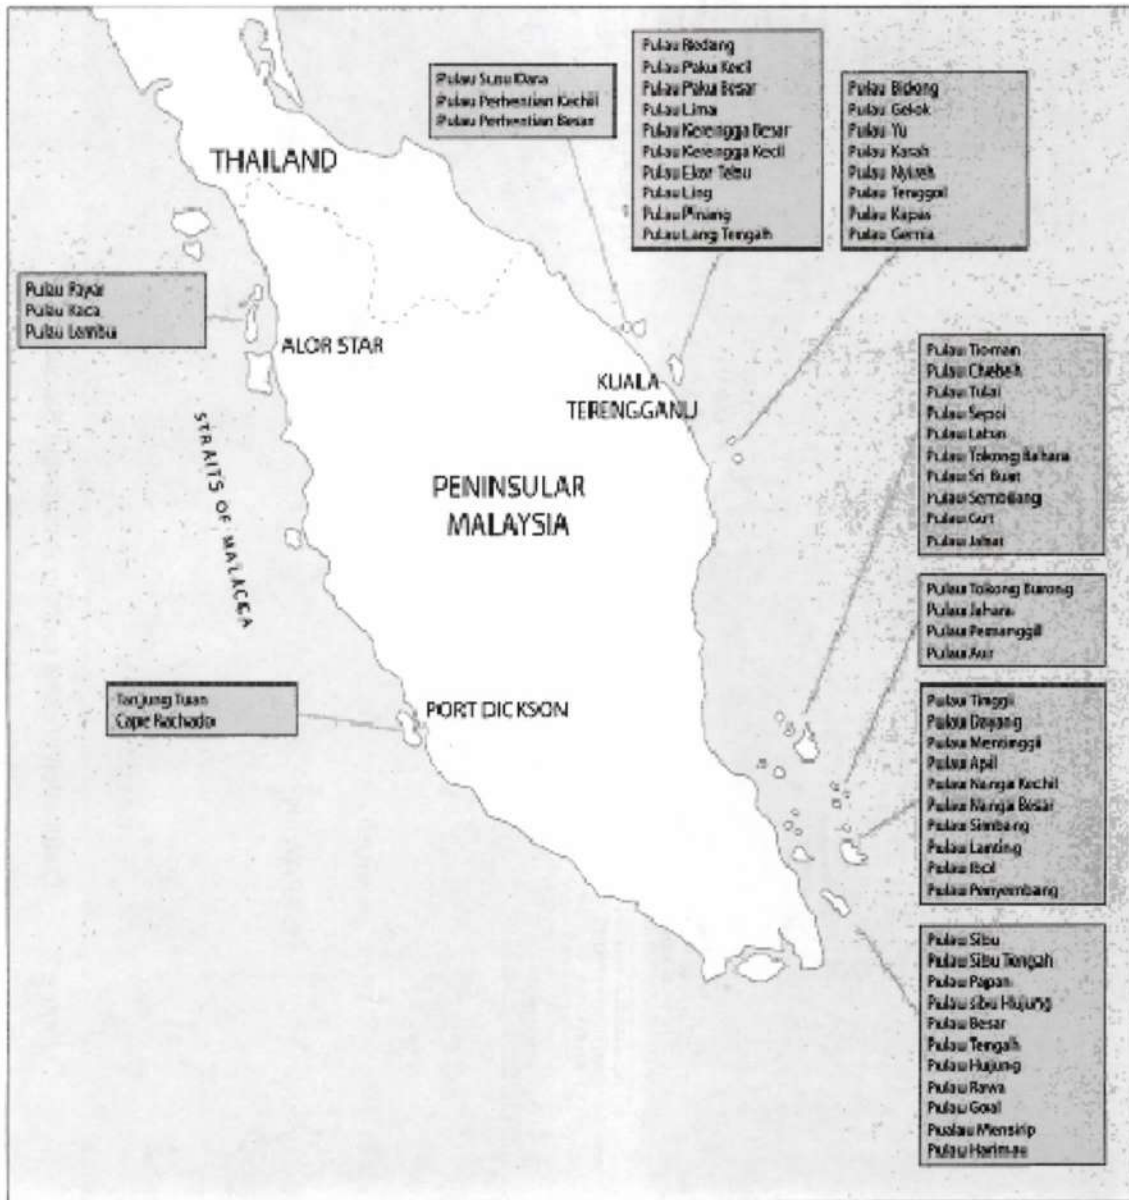 Pulau Susu Dara
Pulau Perhentian Kechil
Pulau Perhentian Besar
Pulau Redang
Pulau Paku Kecil
Pulau Paku Besar
Pulau Lima
Pulau Kerengga Besar
Pulau Kerengga Kecil
Pulau Ekor Tebu
Pulau Ling
Pulau Pinang
Pulau Lang Tengah
Pulau Bidong
Pulau Gelok
Pulau Yu
Pulau Karah
Pulau Nyireh
Pulau Tenggol
Pulau Kapas
Pulau Gemia
THAILAND
Pulau Payar
Pulau Kaca
Pulau Lembu
ALOR STAR
KUALA
TERENGGANU
STRAITS OF MALACCA
PENINSULAR
MALAYSIA
Pulau Tioman
Pulau Chebeh
Pulau Tulai
Pulau Sepoi
Pulau Labas
Pulau Tokong Bahara
Pulau Sri Buat
Pulau Sembilang
Pulau
Pulau Jahat
Pulau Tokong Burong
Pulau Jahara
Pulau Pemanggil
Pulau Aur
Tanjung Tuan
Cape Rachado
PORT DICKSON
Pulau Tinggi
Pulau Dayang
Pulau Mentinggi
Pulau Apil
Pulau Nanga Kechil
Pulau Nanga Besar
Pulau Simbang
Pulau Lanting
Pulau Ibol
Pulau Penyembang
Pulau Sibu
Pulau Sibu Tengah
Pulau Papan
Pulau sibu Hujung
Pulau Besar
Pulau Tengah
Pulau Hujung
Pulau Rawa
Pulau Goal
Pualau Mensirip
Pulau Harimau